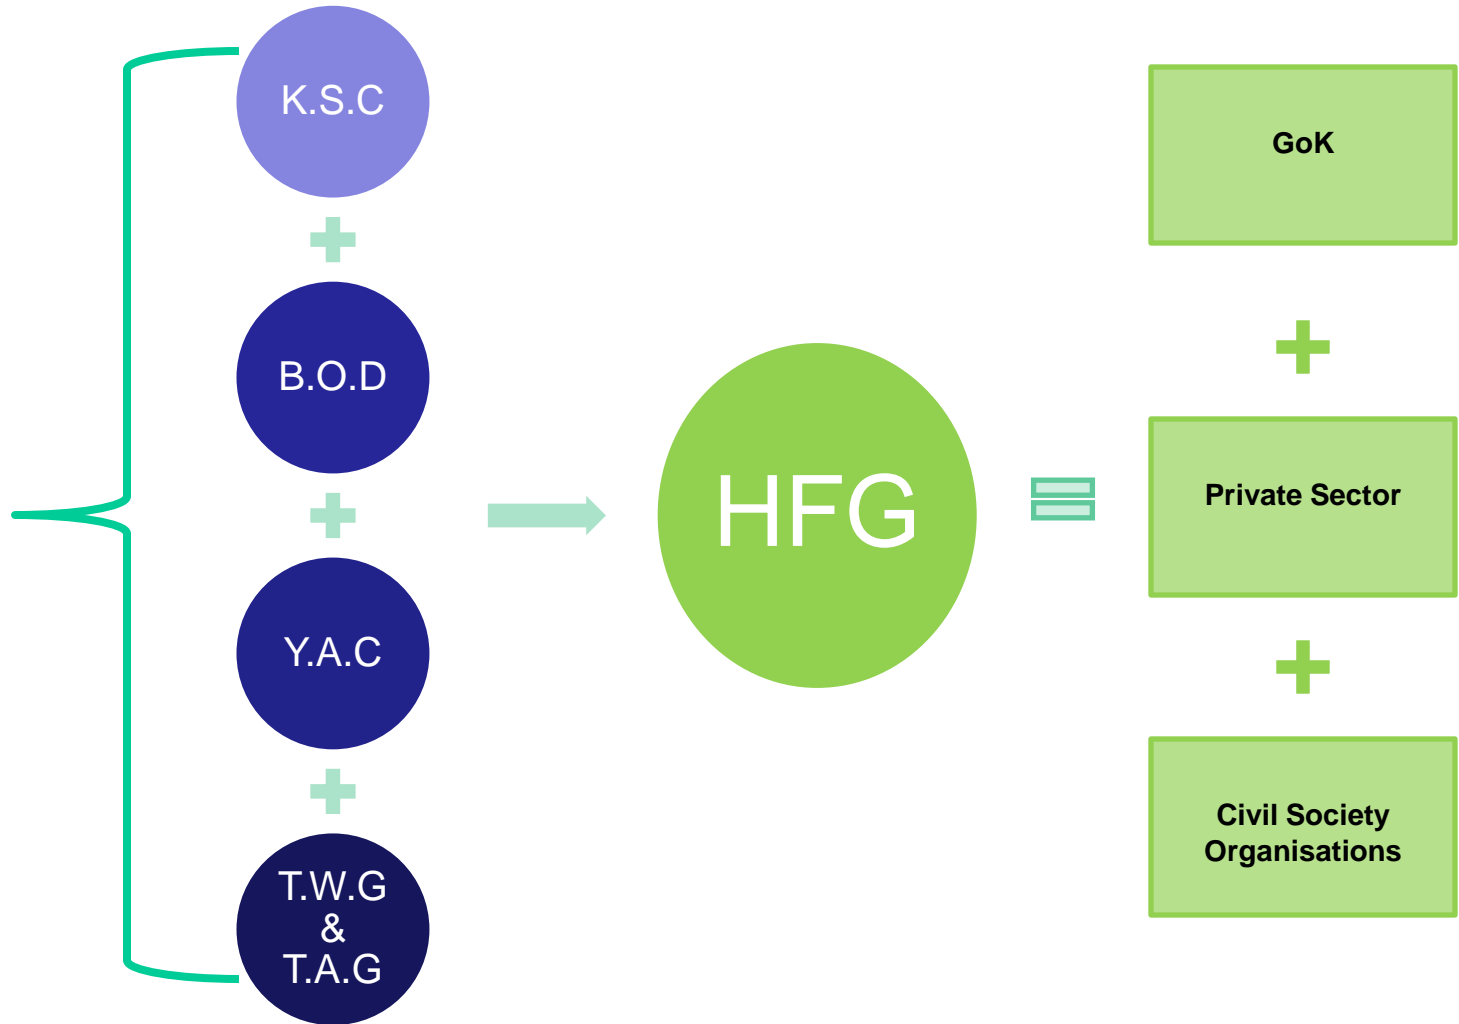 K.S.C
B.O.D
Y.A.C
T.W.G
&
T.A.G
HFG
GoK
Private Sector
Civil Society
Organisations